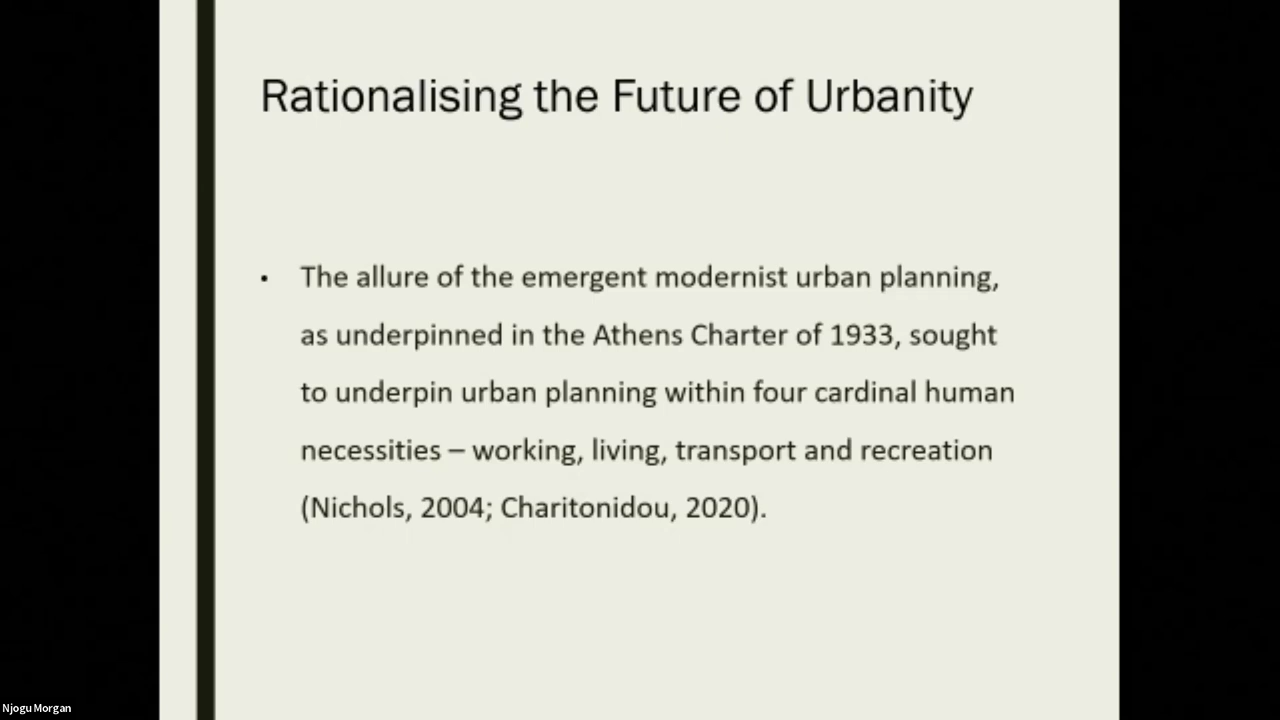 Rationalising the Future of Urbanity
• The allure of the emergent modernist urban planning,
as underpinned in the Athens Charter of 1933, sought
to underpin urban planning within four cardinal human
necessities – working, living, transport and recreation
(Nichols, 2004; Charitonidou, 2020).
Njogu Morgan